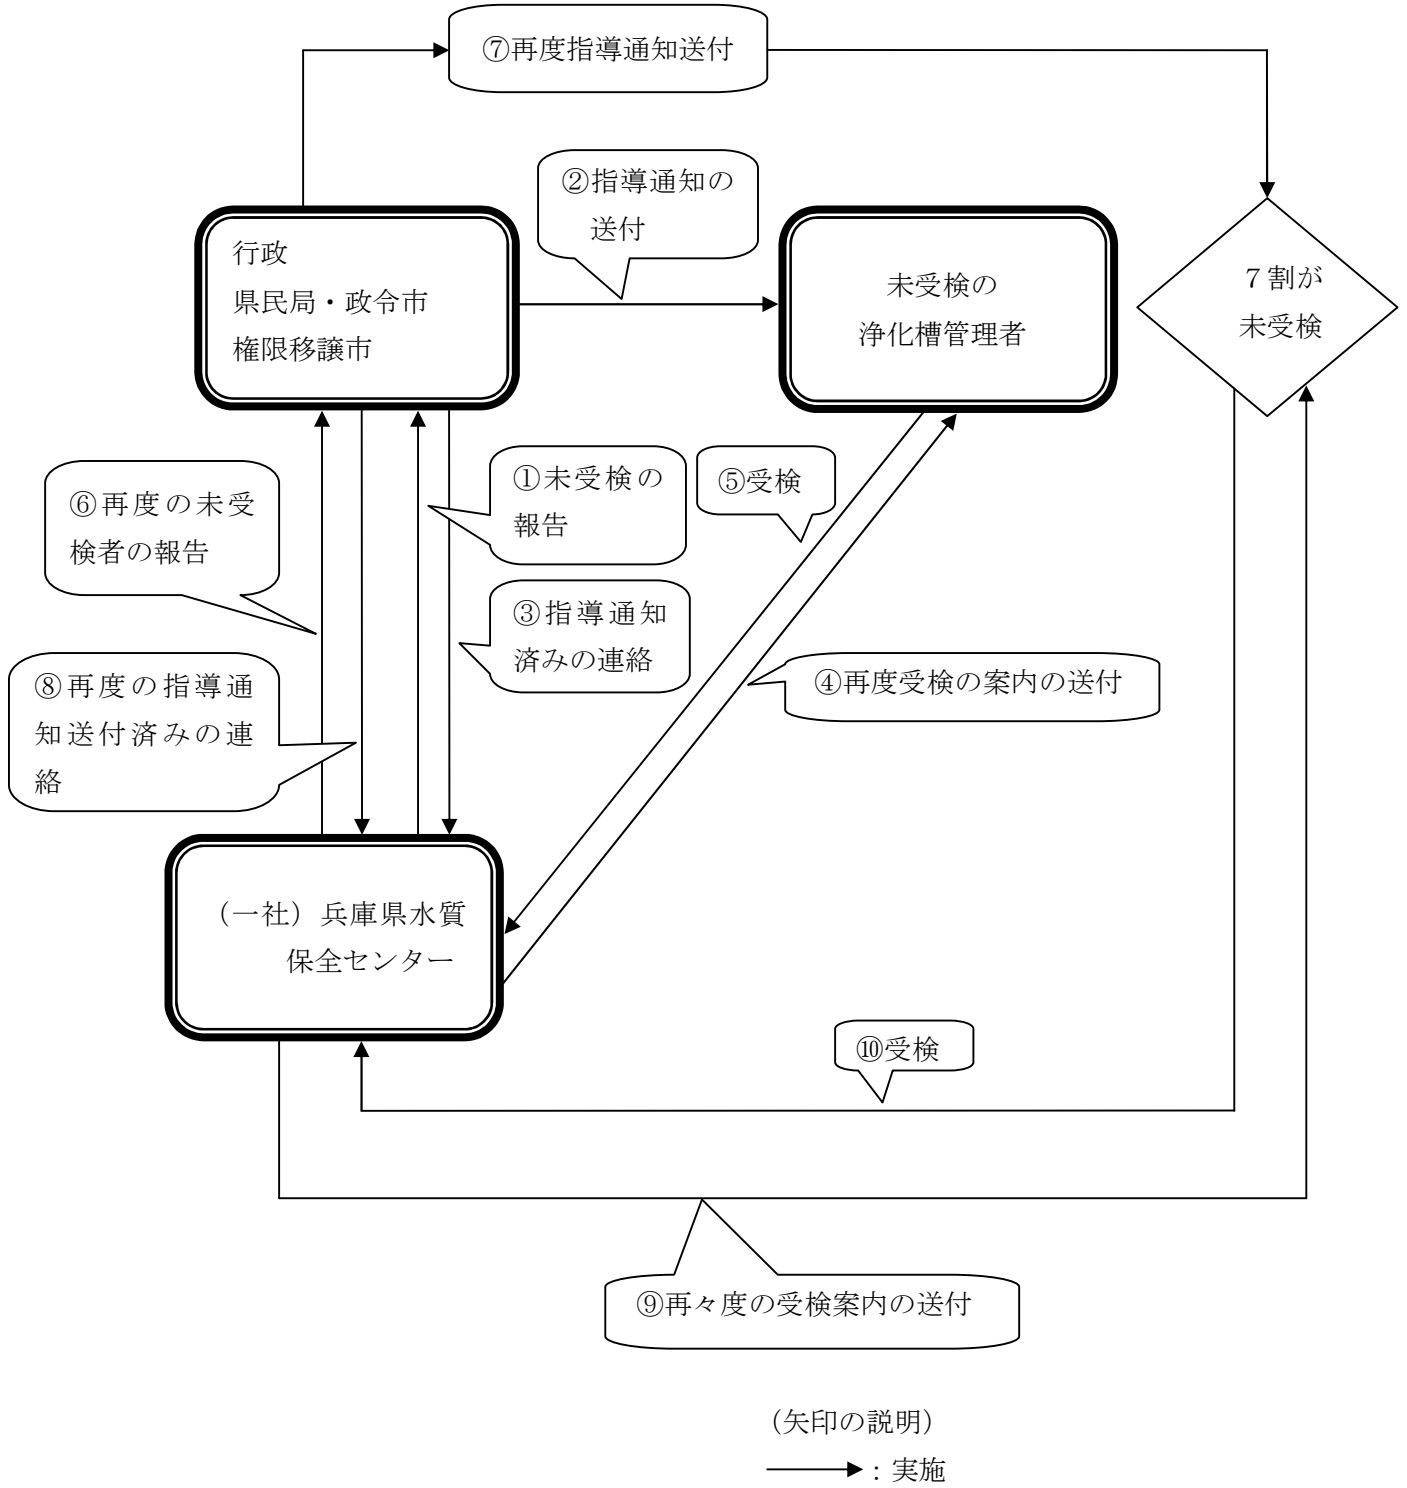 ⑦再度指導通知送付
②指導通知の
送付
行政
県民局・政令市
権限移譲市
未受検の
浄化槽管理者
７割が
未受検
①未受検の
報告
⑤受検
⑥再度の未受
検者の報告
③指導通知
済みの連絡
④再度受検の案内の送付
⑧再度の指導通
知送付済みの連
絡
（一社）兵庫県水質
保全センター
⑩受検
⑨再々度の受検案内の送付
（矢印の説明）
：実施